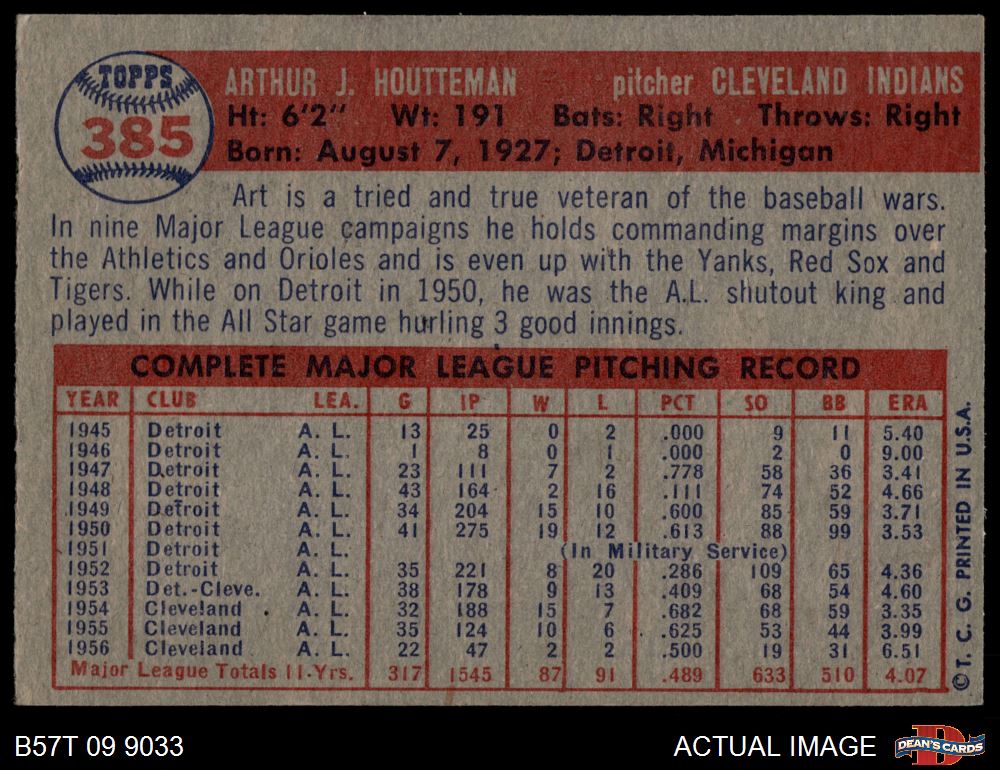 TOPPS
385
ARTHUR J. HOUTTEMAN pitcher CLEVELAND INDIANS
Ht: 6'2" Wt: 191 Bats: Right Throws: Right
Born: August 7, 1927; Detroit, Michigan
Art is a tried and true veteran of the baseball wars.
In nine Major League campaigns he holds commanding margins over
the Athletics and Orioles and is even up with the Yanks, Red Sox and
Tigers. While on Detroit in 1950, he was the A.L. shutout king and
played in the All Star game hurling 3 good innings.
COMPLETE MAJOR LEAGUE PITCHING RECORD
YEAR CLUB LEA. G IP W L PCT SO BB ERA
1945 Detroit A. L. 13 25 0 2 .000 9 11 5.40
1946 Detroit A. L. 1 8 0 1 .000 2 0 9.00
1947 Detroit A. L. 23 111 7 2 .778 58 36 3.41
1948 Detroit A. L. 43 164 2 16 .111 74 52 4.66
1949 Detroit A. L. 34 204 15 10 .600 85 59 3.71
1950 Detroit A. L. 41 275 19 12 .613 88 99 3.53
1951 Detroit A. L. (In Military Service)
1952 Detroit A. L. 35 221 8 20 .286 109 65 4.36
1953 Det.-Cleve. A. L. 38 178 9 13 .409 68 54 4.60
1954 Cleveland A. L. 32 188 15 7 .682 68 59 3.35
1955 Cleveland A. L. 35 124 10 6 .625 53 44 3.99
1956 Cleveland A. L. 22 47 2 2 .500 19 31 6.51
Major League Totals 11-Yrs. 317 1545 87 91 .489 633 510 4.07
©T. C. G. PRINTED IN U.S.A.
B57T 09 9033
ACTUAL IMAGE
D
DEAN'S CARDS